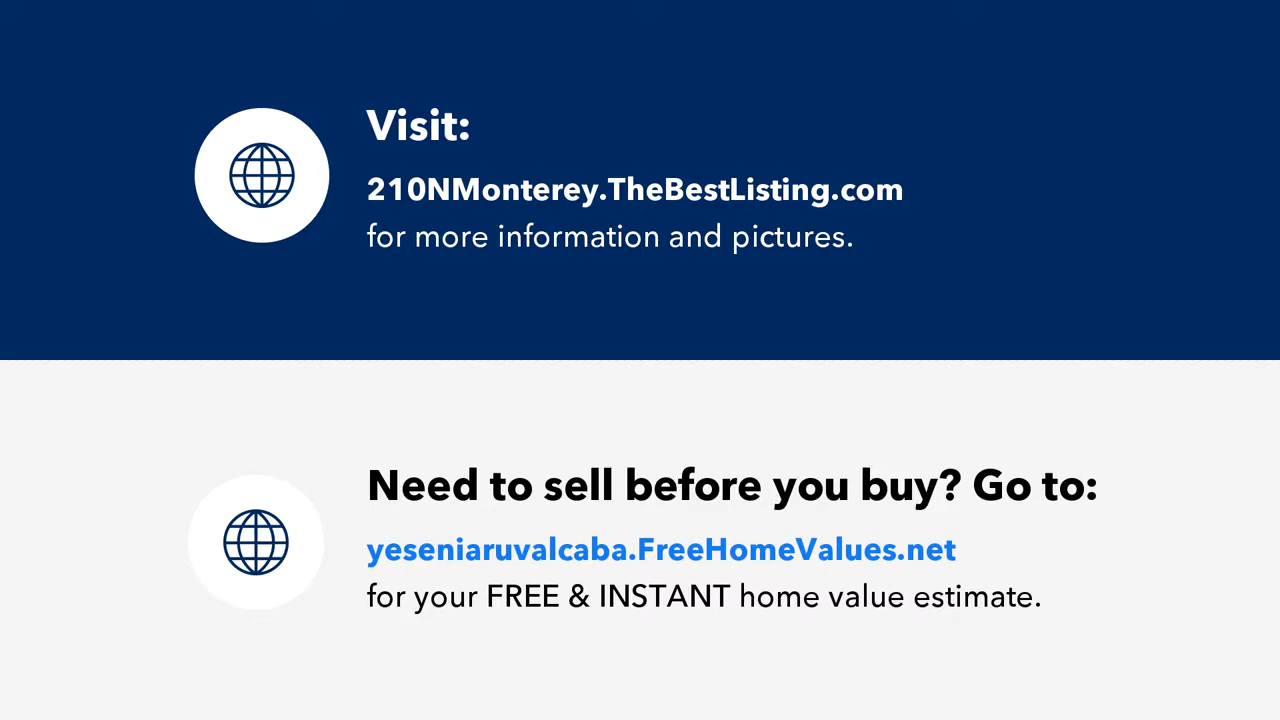 Visit:
210NMonterey.TheBestListing.com
for more information and pictures.
Need to sell before you buy? Go to:
yeseniaruvalcaba.FreeHomeValues.net
for your FREE & INSTANT home value estimate.